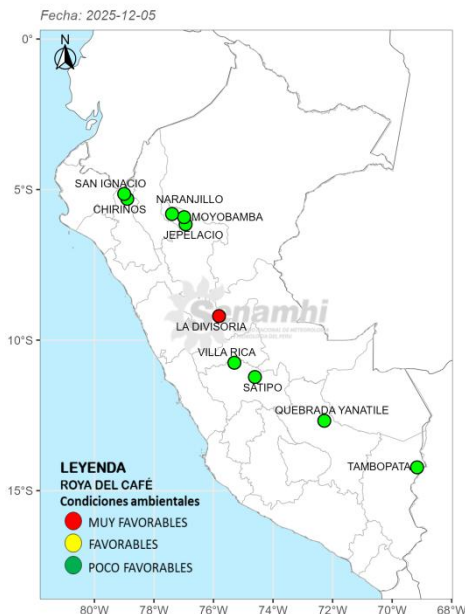 Fecha: 2025-12-05
N
0°
5°S
10°S
15°S
SAN IGNACIO
CHIRINOS
NARANJILLO
MOYOBAMBA
JEPELACIO
Senamhi
LA DIVISORIA
VILLA RICA
SATIPO
QUEBRADA YANATILE
TAMBOPATA
LEYENDA
ROYA DEL CAFÉ
Condiciones ambientales
MUY FAVORABLES
FAVORABLES
POCO FAVORABLES
80°W 78°W 76°W 74°W 72°W 70°W 68°W